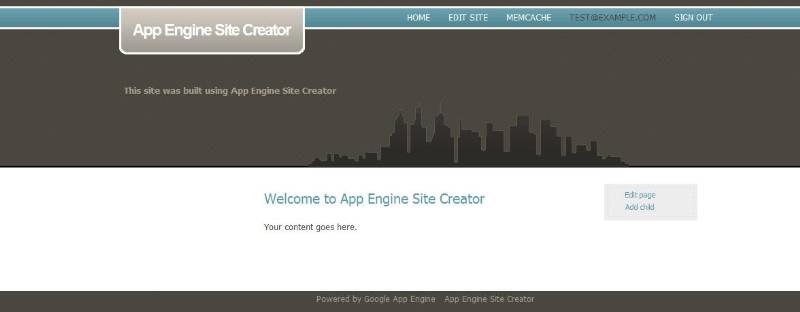 App Engine Site Creator
HOME EDIT SITE MEMCACHE TEST@EXAMPLE.COM SIGN OUT
This site was built using App Engine Site Creator
Welcome to App Engine Site Creator
Your content goes here.
Edit page
Add child
Powered by Google App Engine App Engine Site Creator